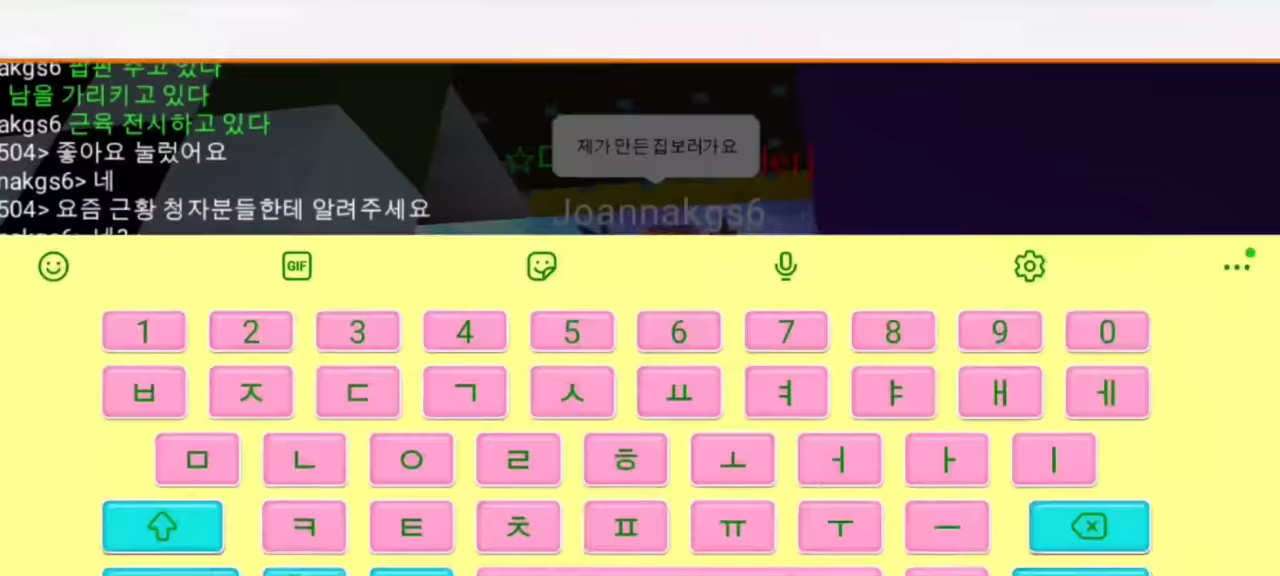 akgs6 팝핀 추고 있다
남을 가리키고 있다
akgs6 근육 전시하고 있다
504> 좋아요 눌렀어요
nakgs6> 네
504> 요즘 근황 청자분들한테 알려주세요
제가 만든 집보러가요
Joannakgs6
GIF
1 2 3 4 5 6 7 8 9 0
ㅂ ㅈ ㄷ ㄱ ㅅ ㅛ ㅕ ㅑ ㅐ ㅔ
ㅁ ㄴ ㅇ ㄹ ㅎ ㅗ ㅓ ㅏ ㅣ
ㅋ ㅌ ㅊ ㅍ ㅠ ㅜ ㅡ